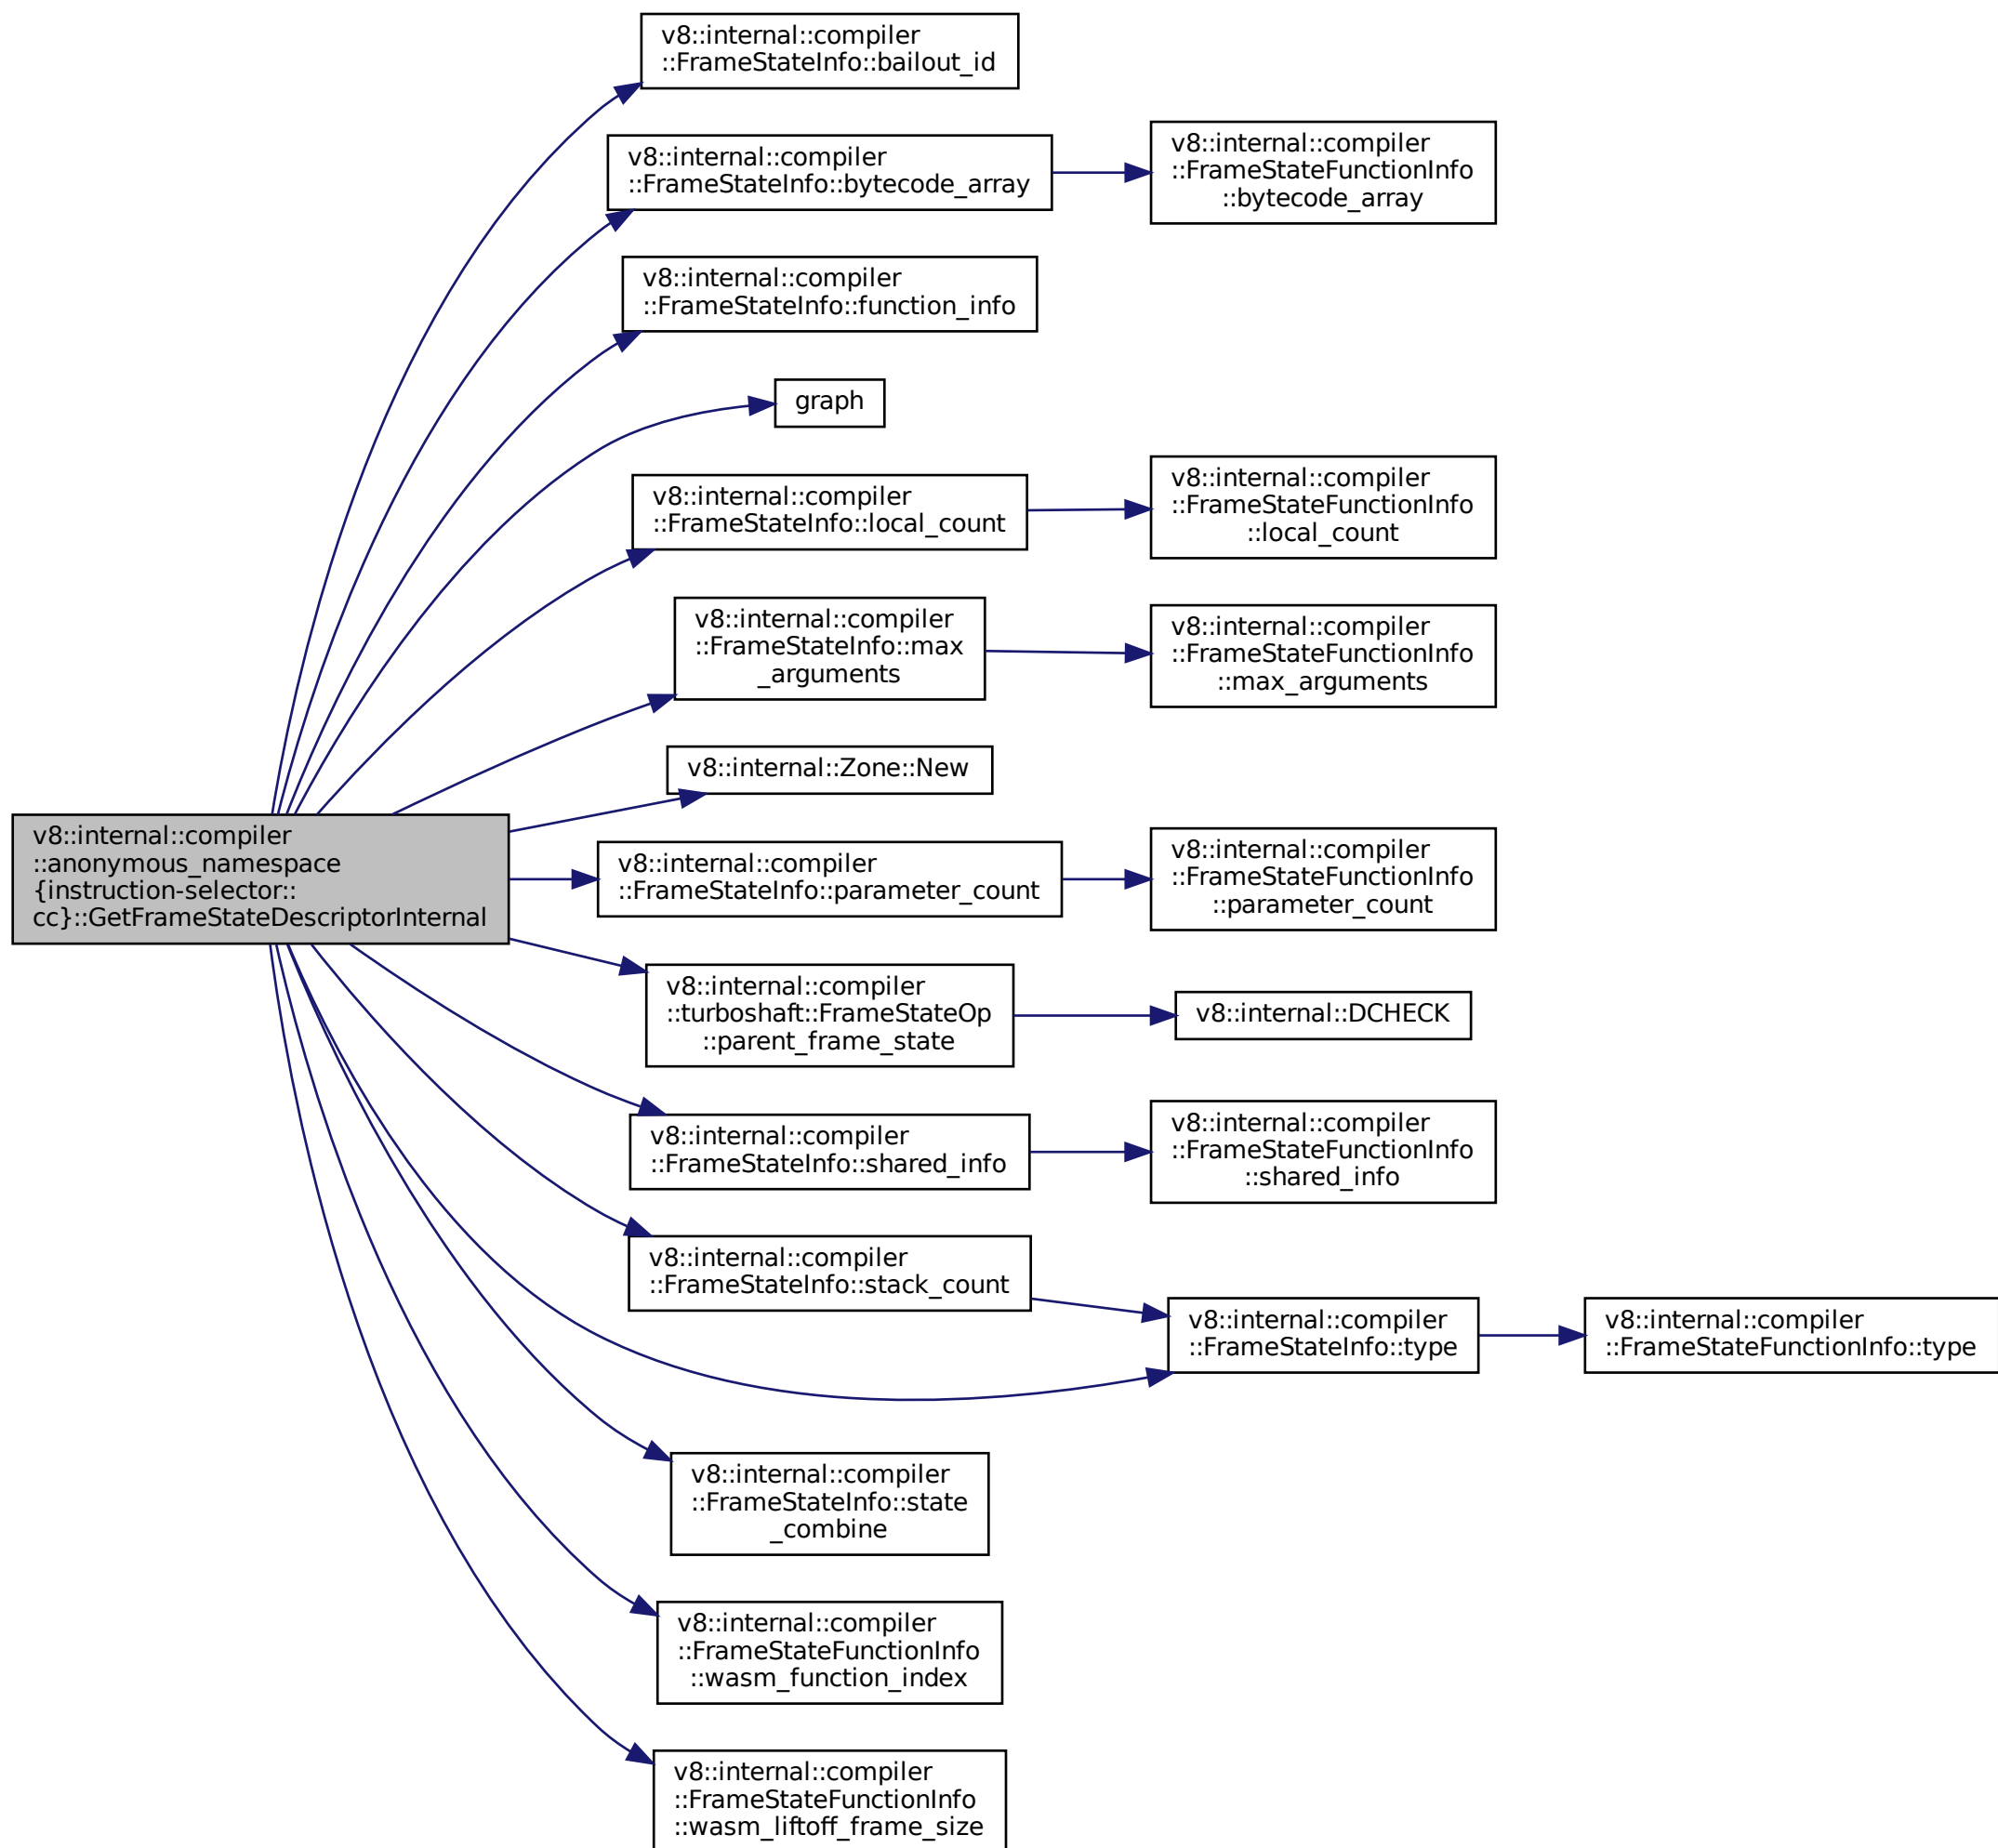 v8::internal::compiler
::FrameStateInfo::bailout_id
v8::internal::compiler
::FrameStateInfo::bytecode_array
v8::internal::compiler
::FrameStateFunctionInfo
::bytecode_array
v8::internal::compiler
::FrameStateInfo::function_info
graph
v8::internal::compiler
::FrameStateInfo::local_count
v8::internal::compiler
::FrameStateFunctionInfo
::local_count
v8::internal::compiler
::FrameStateInfo::max
_arguments
v8::internal::compiler
::FrameStateFunctionInfo
::max_arguments
v8::internal::Zone::New
v8::internal::compiler
::anonymous_namespace
{instruction-selector::
cc}::GetFrameStateDescriptorInternal
v8::internal::compiler
::FrameStateInfo::parameter_count
v8::internal::compiler
::FrameStateFunctionInfo
::parameter_count
v8::internal::compiler
::turboshaft::FrameStateOp
::parent_frame_state
v8::internal::DCHECK
v8::internal::compiler
::FrameStateInfo::shared_info
v8::internal::compiler
::FrameStateFunctionInfo
::shared_info
v8::internal::compiler
::FrameStateInfo::stack_count
v8::internal::compiler
::FrameStateInfo::type
v8::internal::compiler
::FrameStateFunctionInfo::type
v8::internal::compiler
::FrameStateInfo::state
_combine
v8::internal::compiler
::FrameStateFunctionInfo
::wasm_function_index
v8::internal::compiler
::FrameStateFunctionInfo
::wasm_liftoff_frame_size